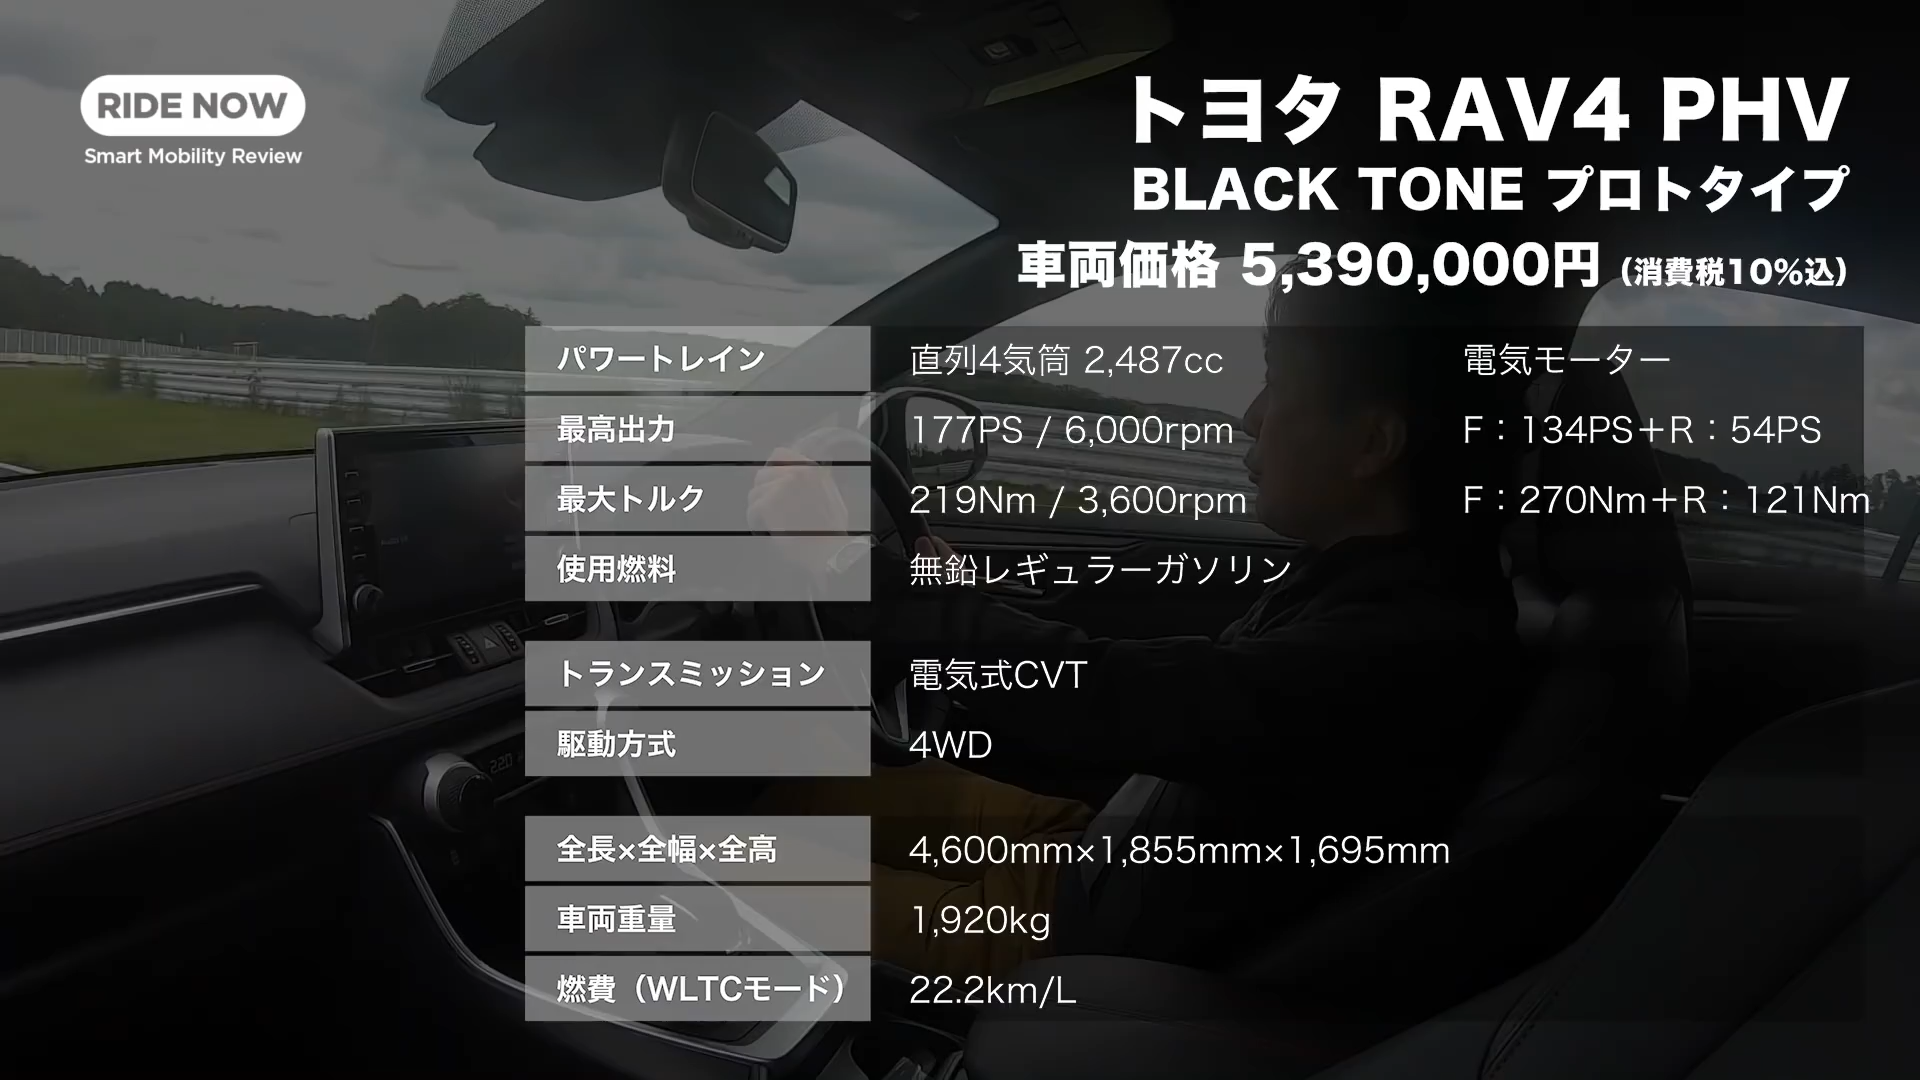 RIDE NOW
Smart Mobility Review
トヨタ RAV4 PHV
BLACK TONE プロトタイプ
車両価格 5,390,000円（消費税10%込）
パワートレイン 直列4気筒 2,487cc 電気モーター
最高出力 177PS / 6,000rpm F：134PS＋R：54PS
最大トルク 219Nm / 3,600rpm F：270Nm＋R：121Nm
使用燃料 無鉛レギュラーガソリン
トランスミッション 電気式CVT
駆動方式 4WD
全長×全幅×全高 4,600mm×1,855mm×1,695mm
車両重量 1,920kg
燃費（WLTCモード） 22.2km/L
22.0